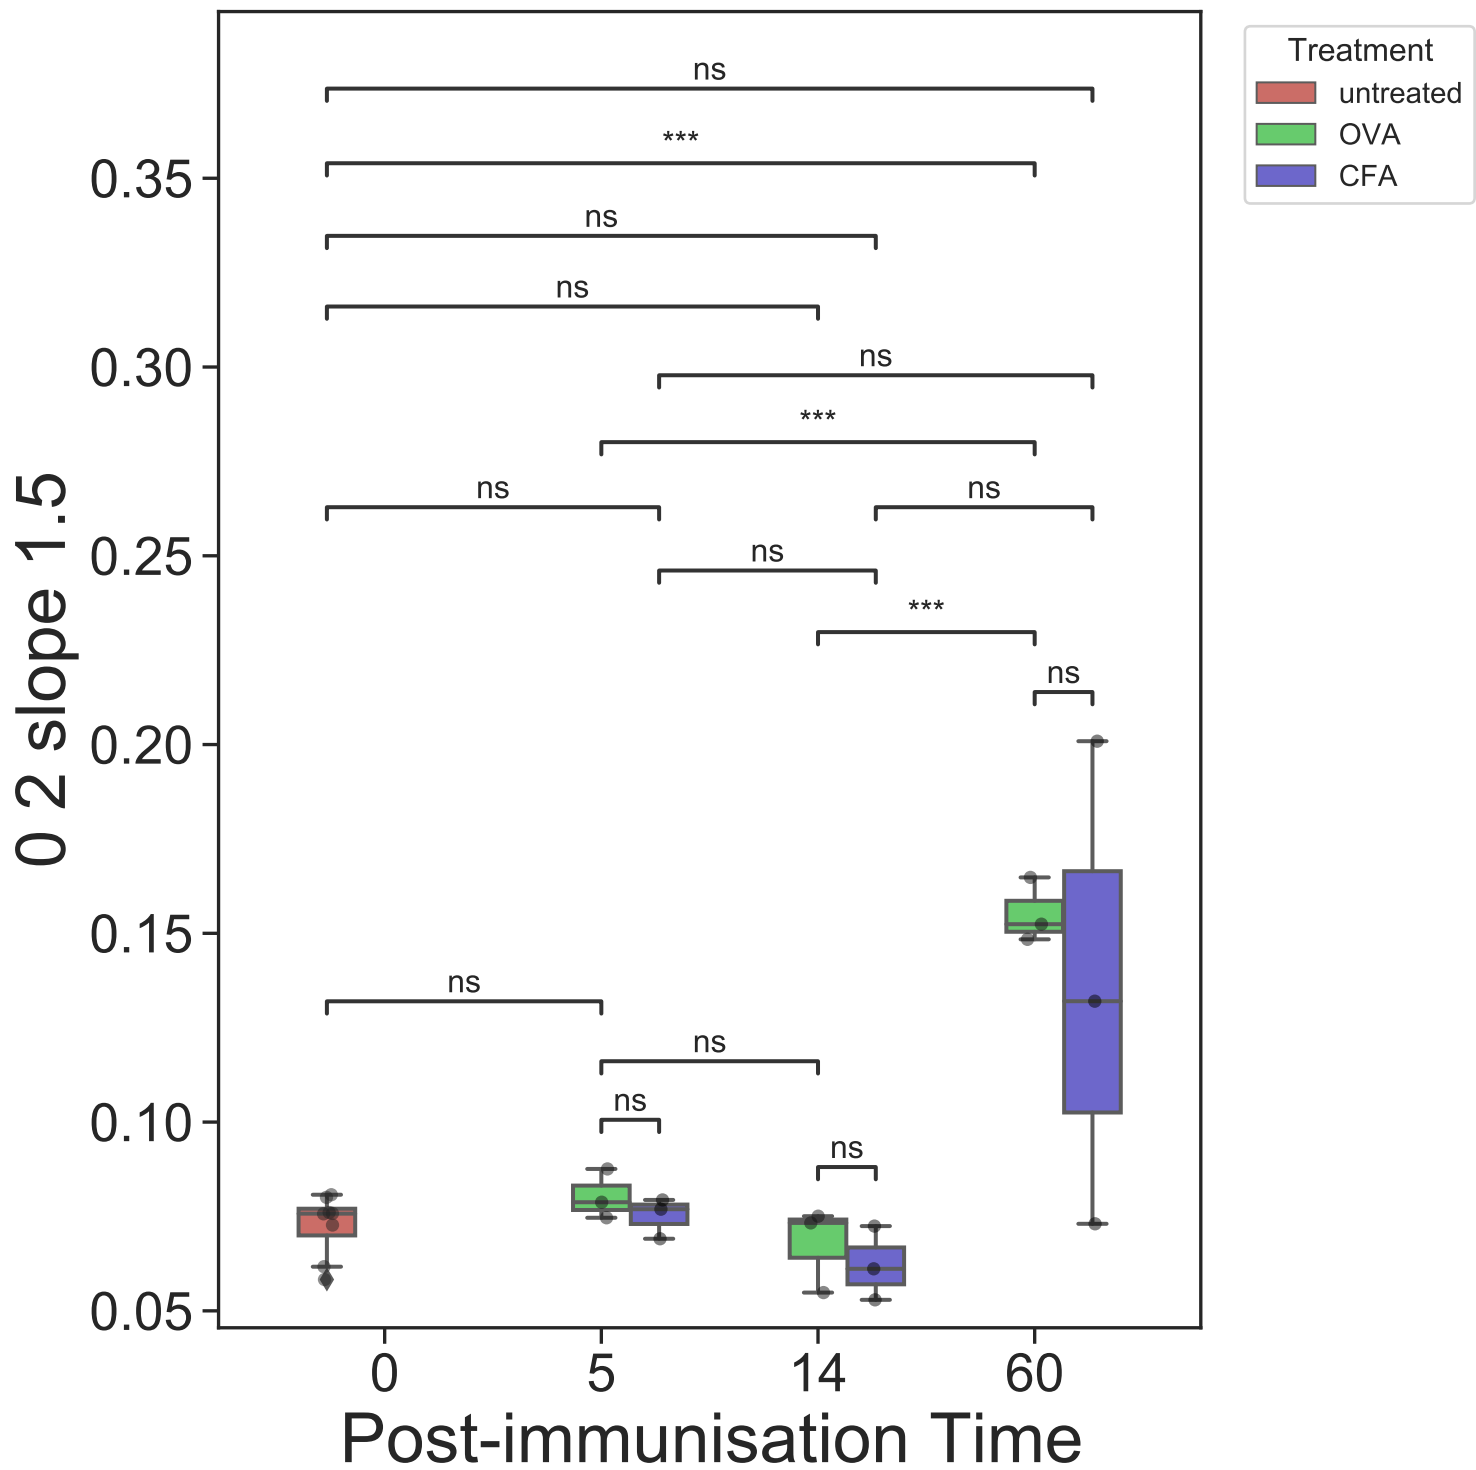 Treatment
untreated
OVA
CFA
ns
***
ns
ns
ns
***
ns
ns
ns
***
ns
ns
ns
ns
ns
0.35
0.30
0.25
0.20
0.15
0.10
0.05
0 2 slope 1.5
0
5
14
60
Post-immunisation Time